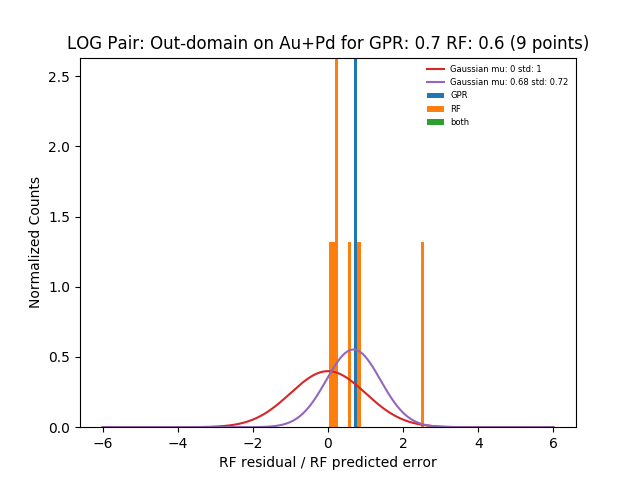 LOG Pair: Out-domain on Au+Pd for GPR: 0.7 RF: 0.6 (9 points)
2.5
2.0
1.5
1.0
0.5
0.0
Normalized Counts
Gaussian mu: 0 std: 1
Gaussian mu: 0.68 std: 0.72
GPR
RF
both
−6
−4
−2
0
2
4
6
RF residual / RF predicted error